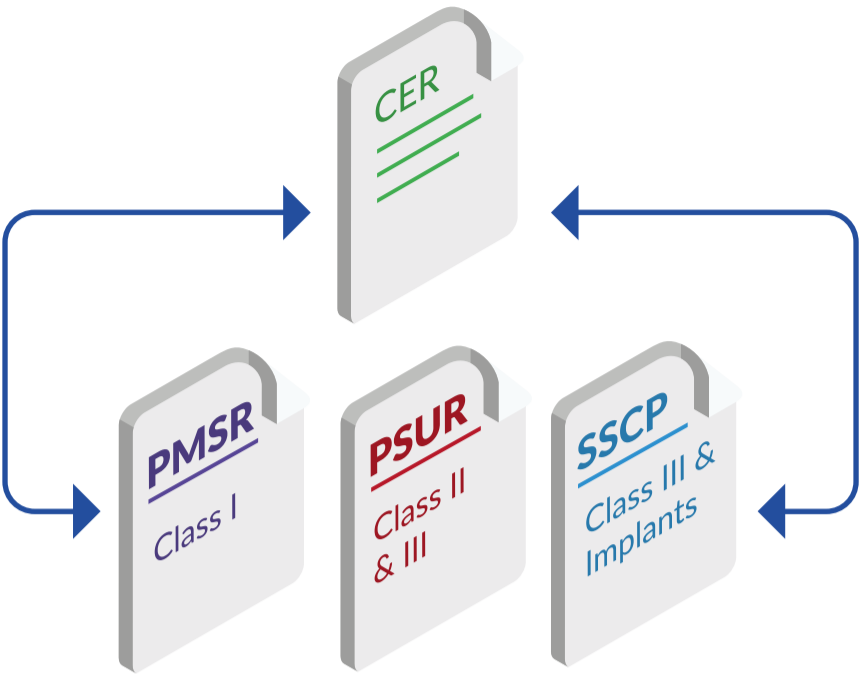 CER
PMSR
Class I
PSUR
Class II
& III
SSCP
Class III &
Implants